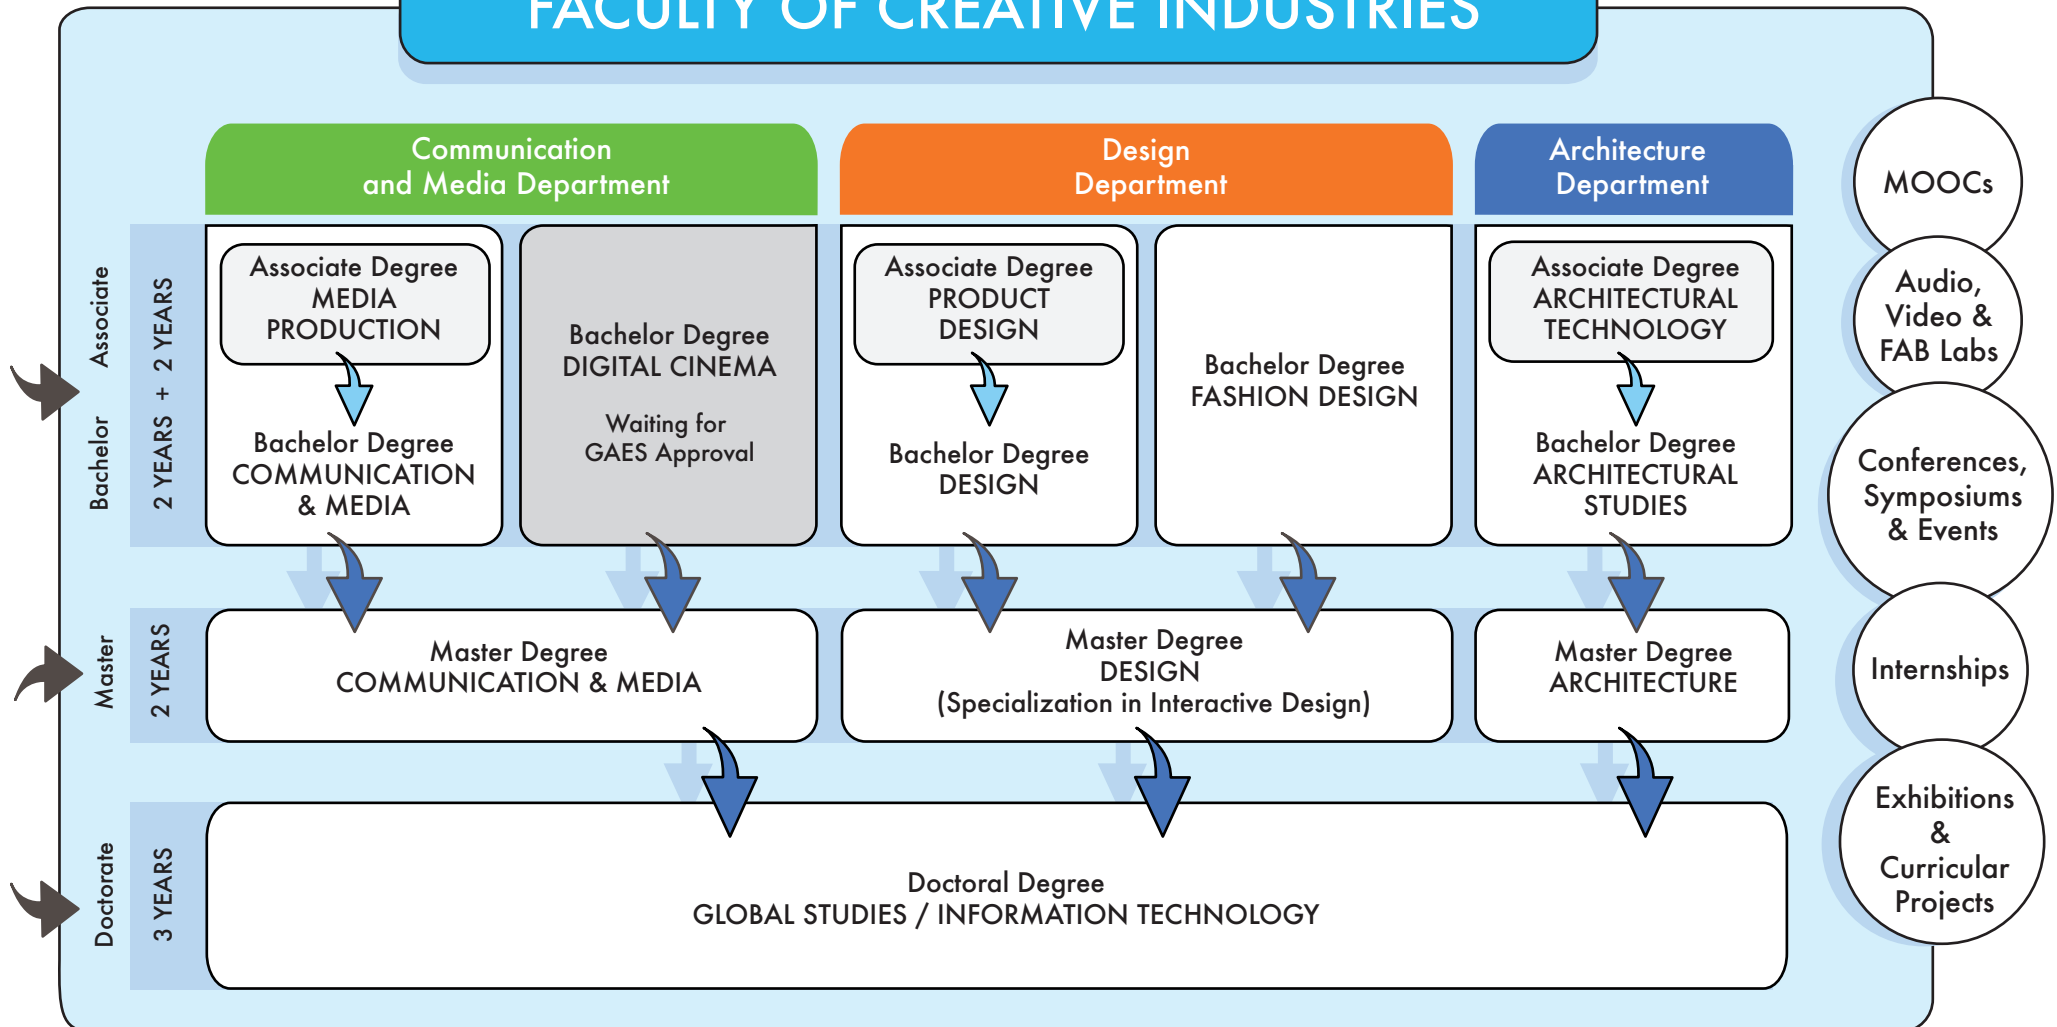 FACULTY OF CREATIVE INDUSTRIES
Communication
and Media Department
Design
Department
Architecture
Department
Associate
Bachelor
2 YEARS + 2 YEARS
Associate Degree
MEDIA
PRODUCTION
Bachelor Degree
COMMUNICATION
& MEDIA
Bachelor Degree
DIGITAL CINEMA
Waiting for
GAES Approval
Associate Degree
PRODUCT
DESIGN
Bachelor Degree
DESIGN
Bachelor Degree
FASHION DESIGN
Associate Degree
ARCHITECTURAL
TECHNOLOGY
Bachelor Degree
ARCHITECTURAL
STUDIES
Master
2 YEARS
Master Degree
COMMUNICATION & MEDIA
Master Degree
DESIGN
(Specialization in Interactive Design)
Master Degree
ARCHITECTURE
Doctorate
3 YEARS
Doctoral Degree
GLOBAL STUDIES / INFORMATION TECHNOLOGY
MOOCs
Audio,
Video &
FAB Labs
Conferences,
Symposiums
& Events
Internships
Exhibitions
&
Curricular
Projects